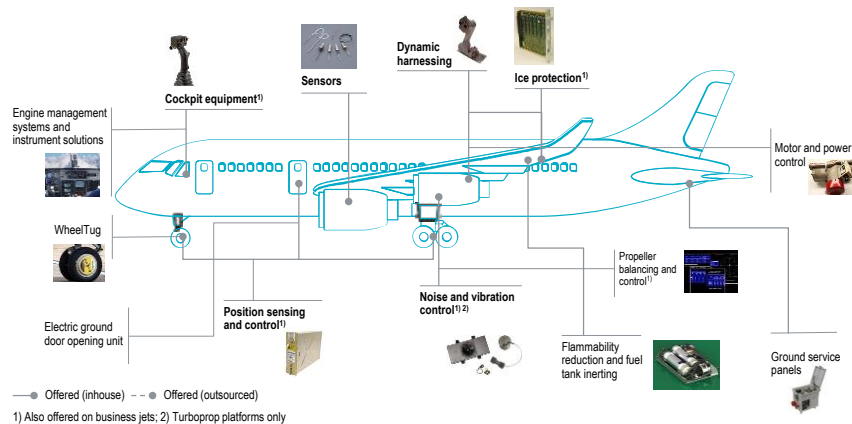 Dynamic
harnessing
Sensors
Ice protection1)
Cockpit equipment1)
Engine management
systems and
instrument solutions
Motor and power
control
WheelTug
Propeller
balancing and
control1)
Position sensing
and control1)
Noise and vibration
control1) 2)
Electric ground
door opening unit
Flammability
reduction and fuel
tank inerting
Ground service
panels
Offered (inhouse)
Offered (outsourced)
1) Also offered on business jets; 2) Turboprop platforms only